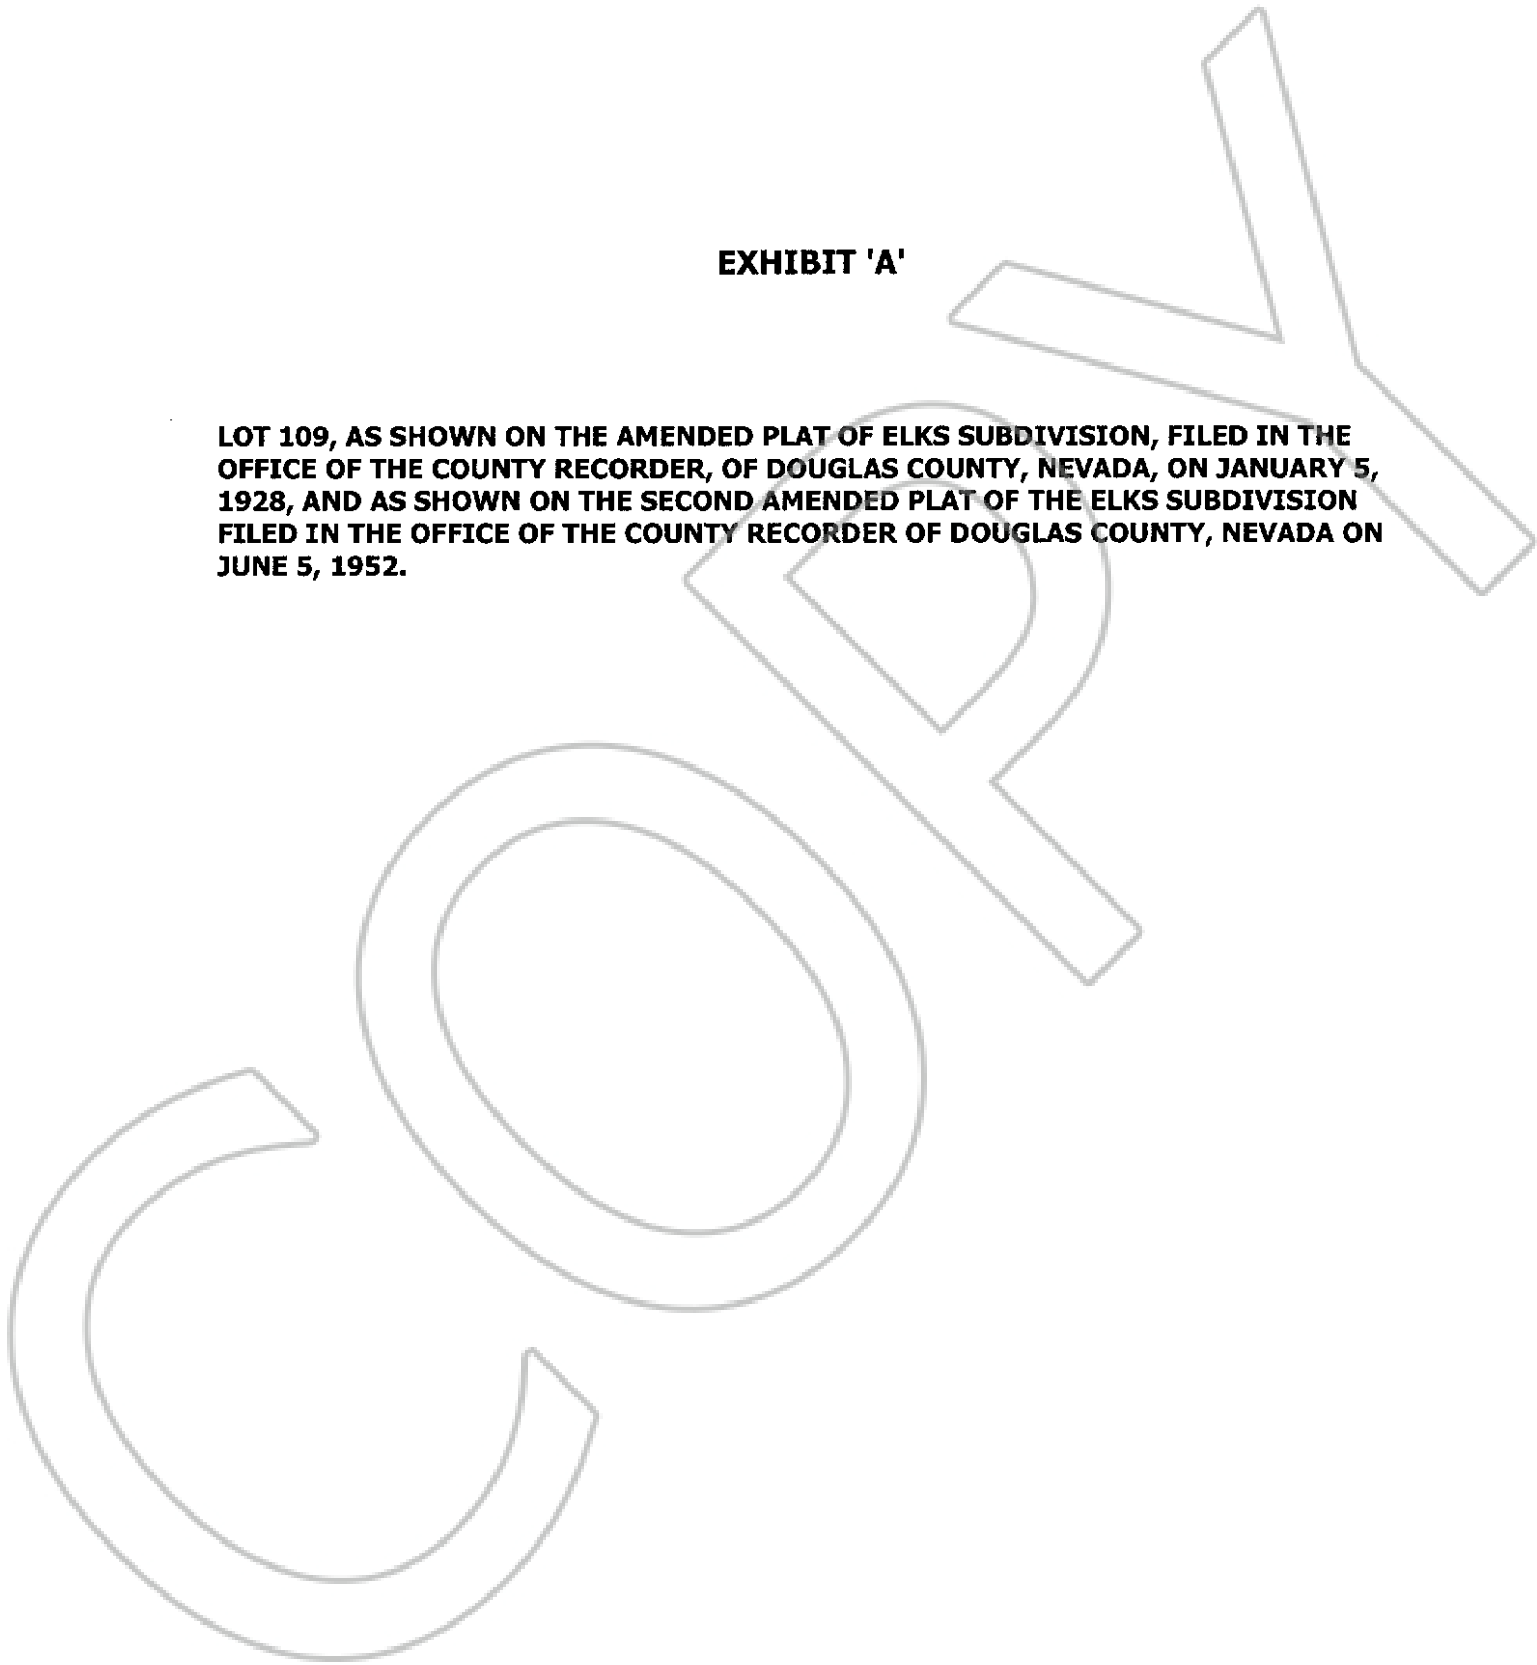 EXHIBIT 'A'
LOT 109, AS SHOWN ON THE AMENDED PLAT OF ELKS SUBDIVISION, FILED IN THE
OFFICE OF THE COUNTY RECORDER, OF DOUGLAS COUNTY, NEVADA, ON JANUARY 5,
1928, AND AS SHOWN ON THE SECOND AMENDED PLAT OF THE ELKS SUBDIVISION
FILED IN THE OFFICE OF THE COUNTY RECORDER OF DOUGLAS COUNTY, NEVADA ON
JUNE 5, 1952.
COPY